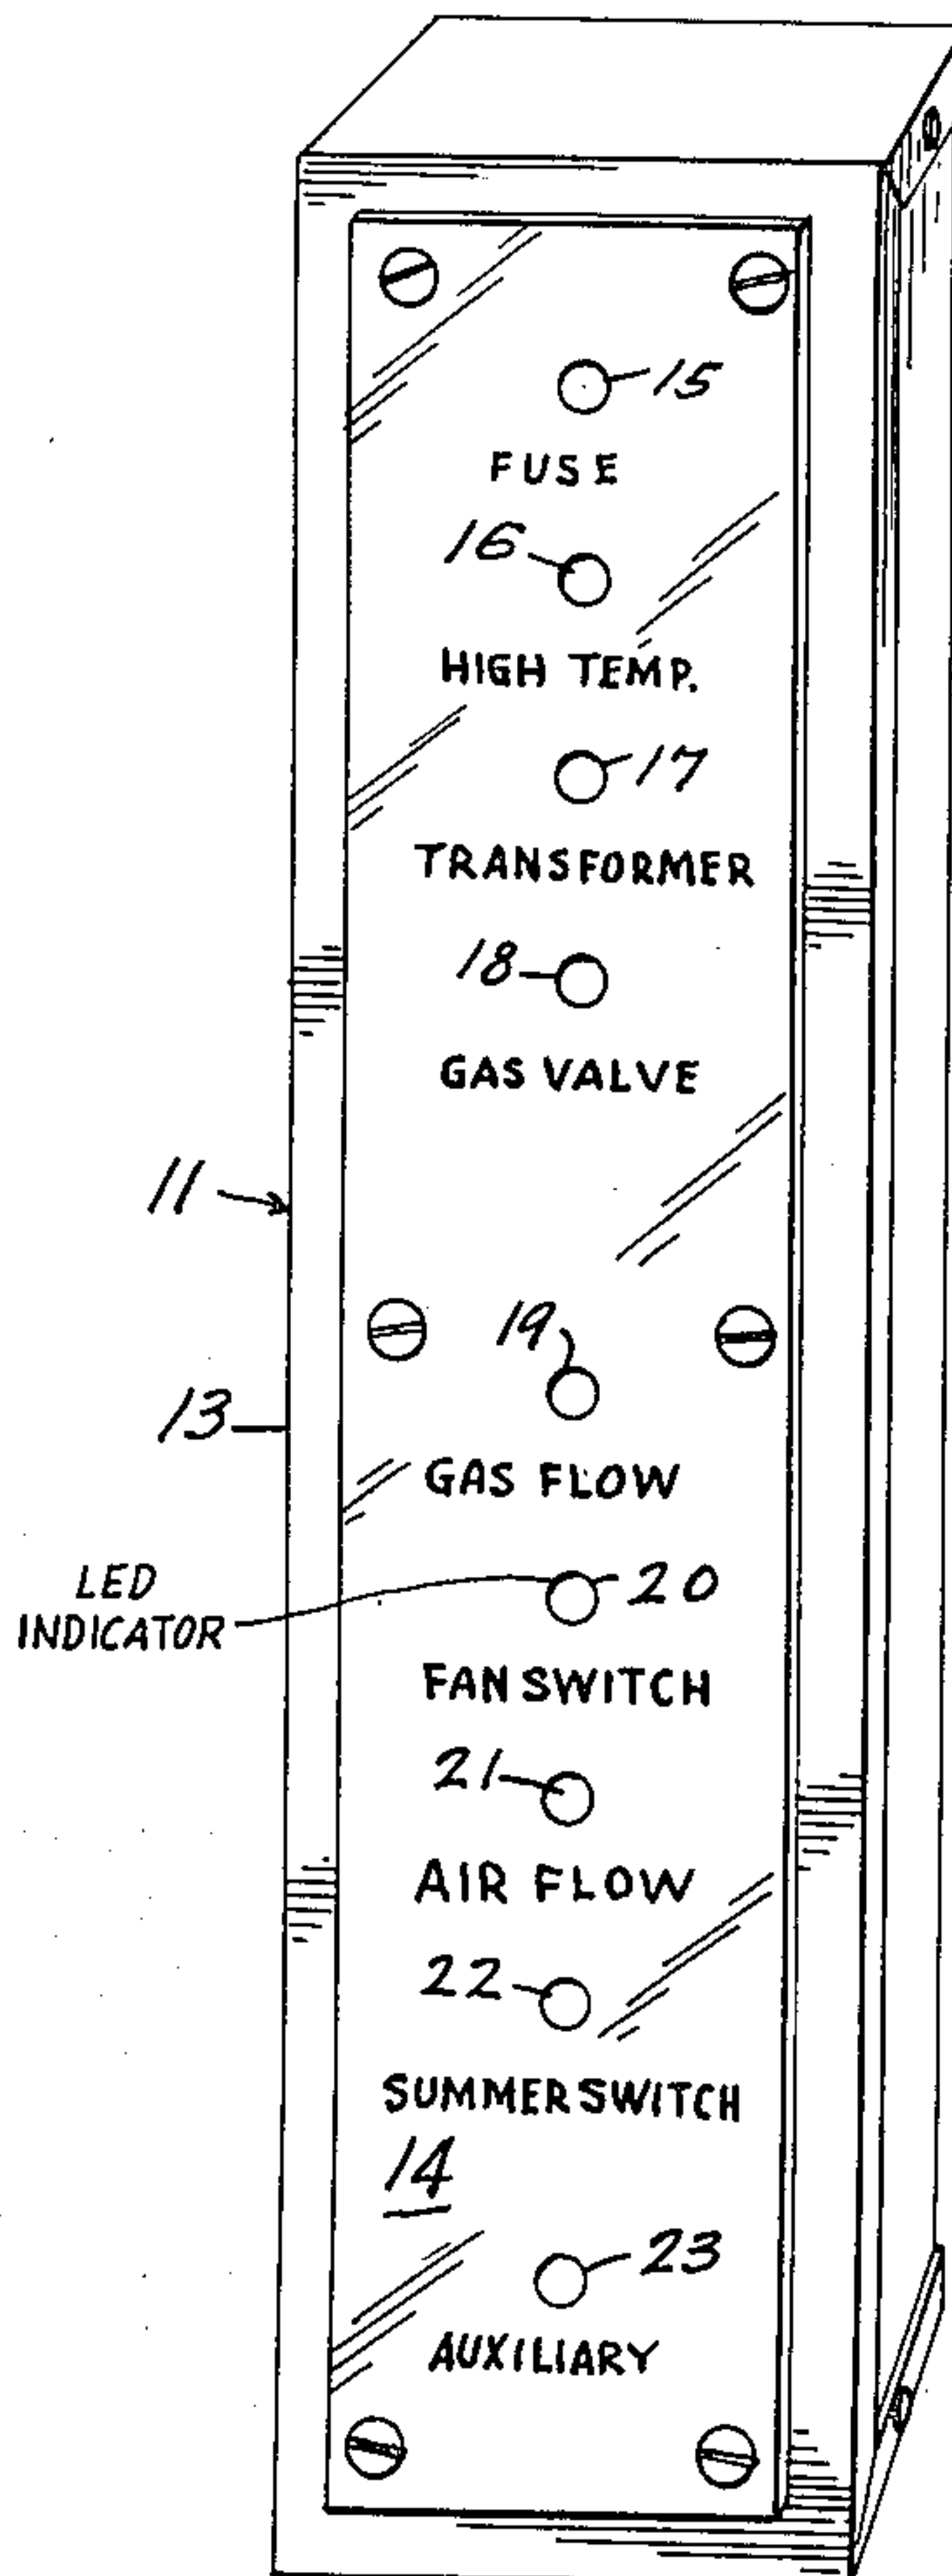 15
FUSE
16
HIGH TEMP.
17
TRANSFORMER
18
GAS VALVE
11
19
13
GAS FLOW
LED
INDICATOR
20
FAN SWITCH
21
AIR FLOW
22
SUMMER SWITCH
14
23
AUXILIARY